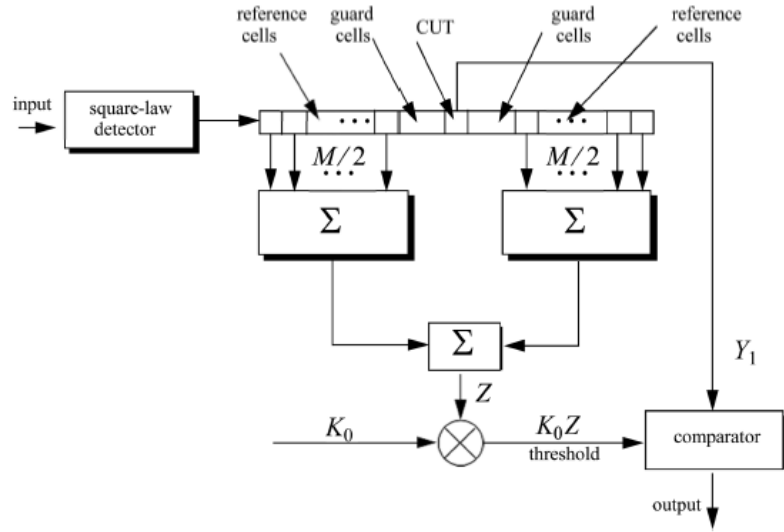 reference
cells
guard
cells
CUT
guard
cells
reference
cells
input
square-law
detector
...
...
M/2
...
M/2
...
Σ
Σ
Σ
Z
Y₁
K₀
K₀Z
threshold
comparator
output